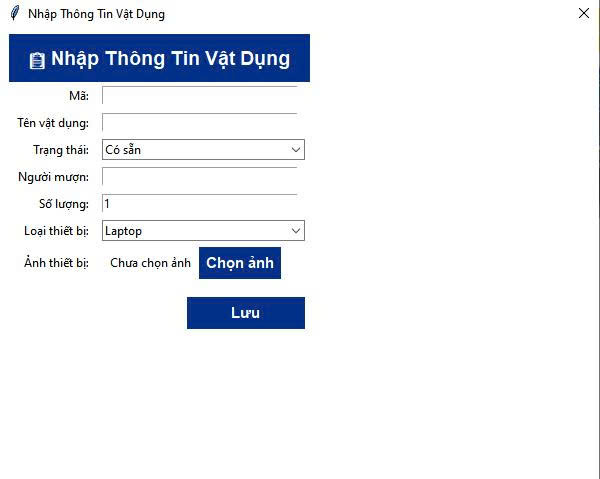 Nhập Thông Tin Vật Dụng
Nhập Thông Tin Vật Dụng
Mã:
Tên vật dụng:
Trạng thái: Có sẵn
Người mượn:
Số lượng: 1
Loại thiết bị: Laptop
Ảnh thiết bị: Chưa chọn ảnh Chọn ảnh
Lưu